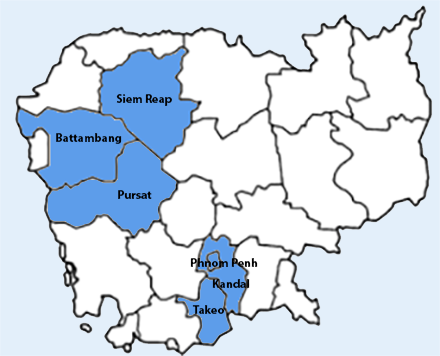 Siem Reap
Battambang
Pursat
Phnom Penh
Kandal
Takeo